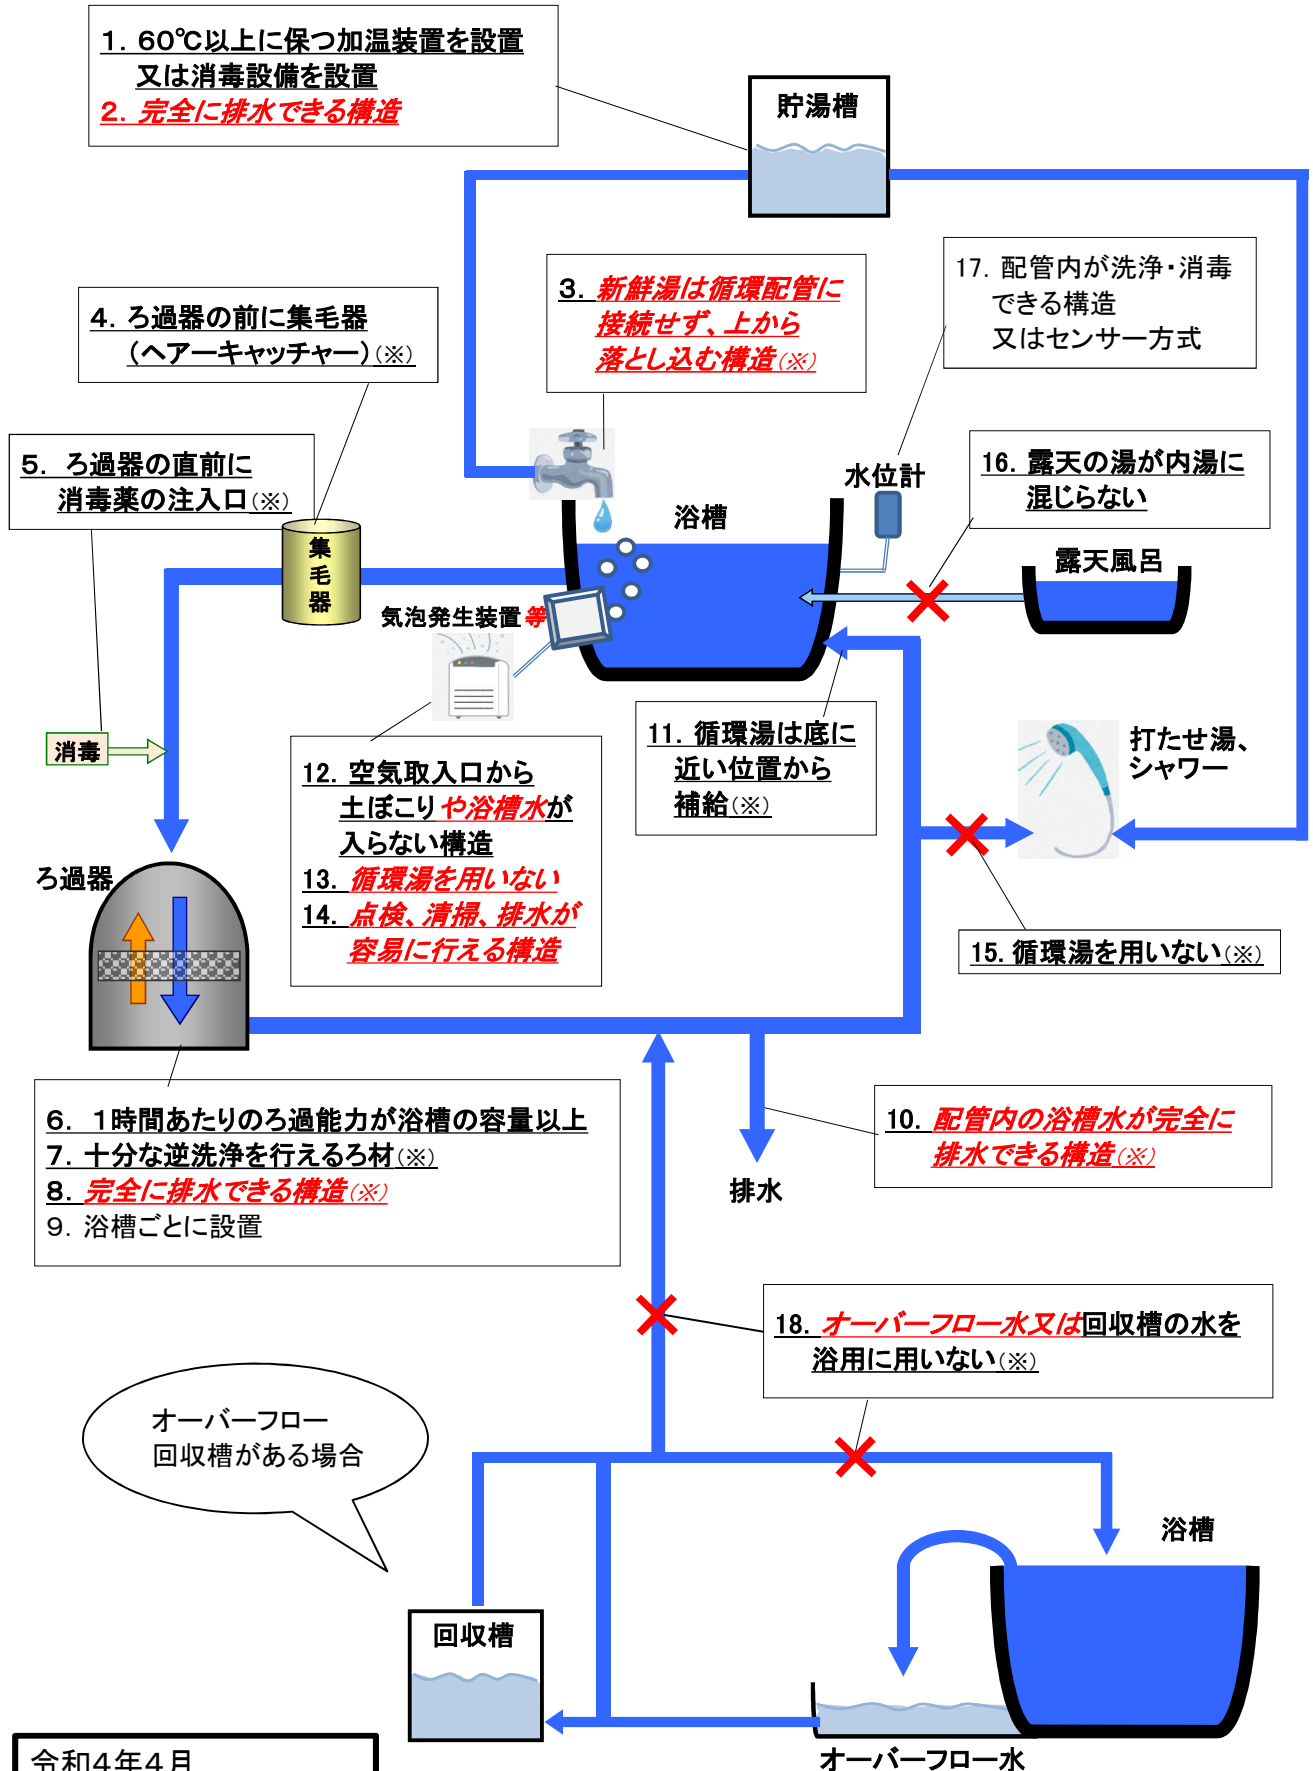 1. 60℃以上に保つ加温装置を設置
又は消毒設備を設置
2. 完全に排水できる構造
貯湯槽
3. 新鮮湯は循環配管に
接続せず、上から
落とし込む構造(※)
17. 配管内が洗浄・消毒
できる構造
又はセンサー方式
4. ろ過器の前に集毛器
(ヘアーキャッチャー)(※)
5. ろ過器の直前に
消毒薬の注入口(※)
16. 露天の湯が内湯に
混じらない
水位計
浴槽
集毛器
露天風呂
気泡発生装置等
11. 循環湯は底に
近い位置から
補給(※)
打たせ湯、
シャワー
消毒
12. 空気取入口から
土ぼこりや浴槽水が
入らない構造
13. 循環湯を用いない
14. 点検、清掃、排水が
容易に行える構造
ろ過器
15. 循環湯を用いない(※)
6. 1時間あたりのろ過能力が浴槽の容量以上
7. 十分な逆洗浄を行えるろ材(※)
8. 完全に排水できる構造(※)
9. 浴槽ごとに設置
10. 配管内の浴槽水が完全に
排水できる構造(※)
排水
18. オーバーフロー水又は回収槽の水を
浴用に用いない(※)
オーバーフロー
回収槽がある場合
浴槽
回収槽
オーバーフロー水
令和4年4月